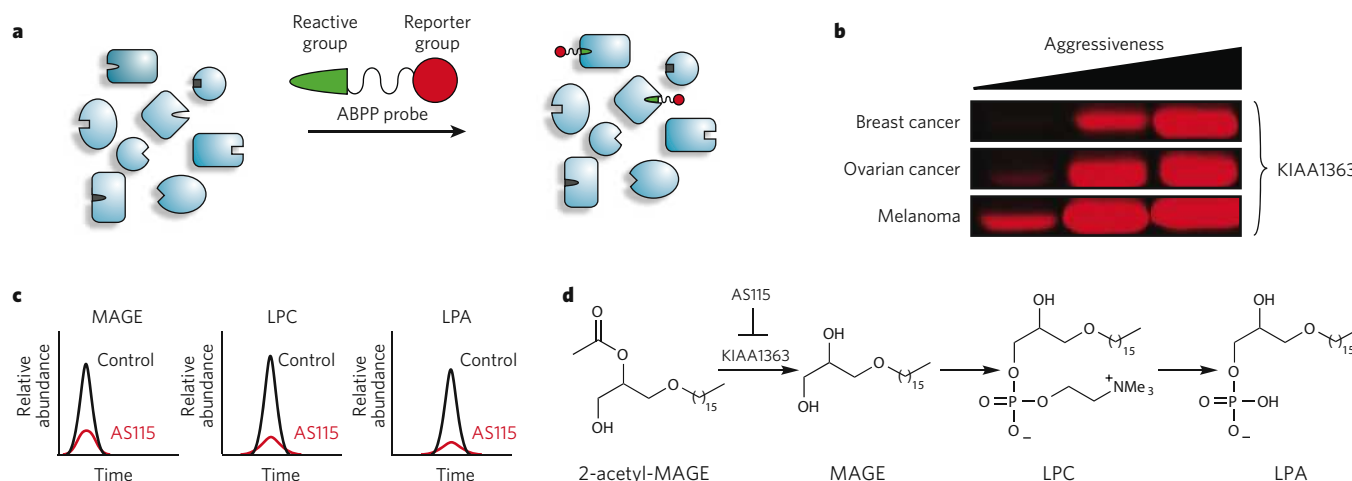 a
Reactive
group
Reporter
group
ABPP probe
b
Aggressiveness
Breast cancer
Ovarian cancer
Melanoma
KIAA1363
c
MAGE
Relative
abundance
Control
AS115
Time
LPC
Relative
abundance
Control
AS115
Time
LPA
Relative
abundance
Control
AS115
Time
d
AS115
KIAA1363
O
O
O
15
OH
2-acetyl-MAGE
OH
O
15
OH
MAGE
OH
O
15
O
O=P-O
O−
+
NMe3
LPC
OH
O
15
O
O=P-OH
O−
LPA